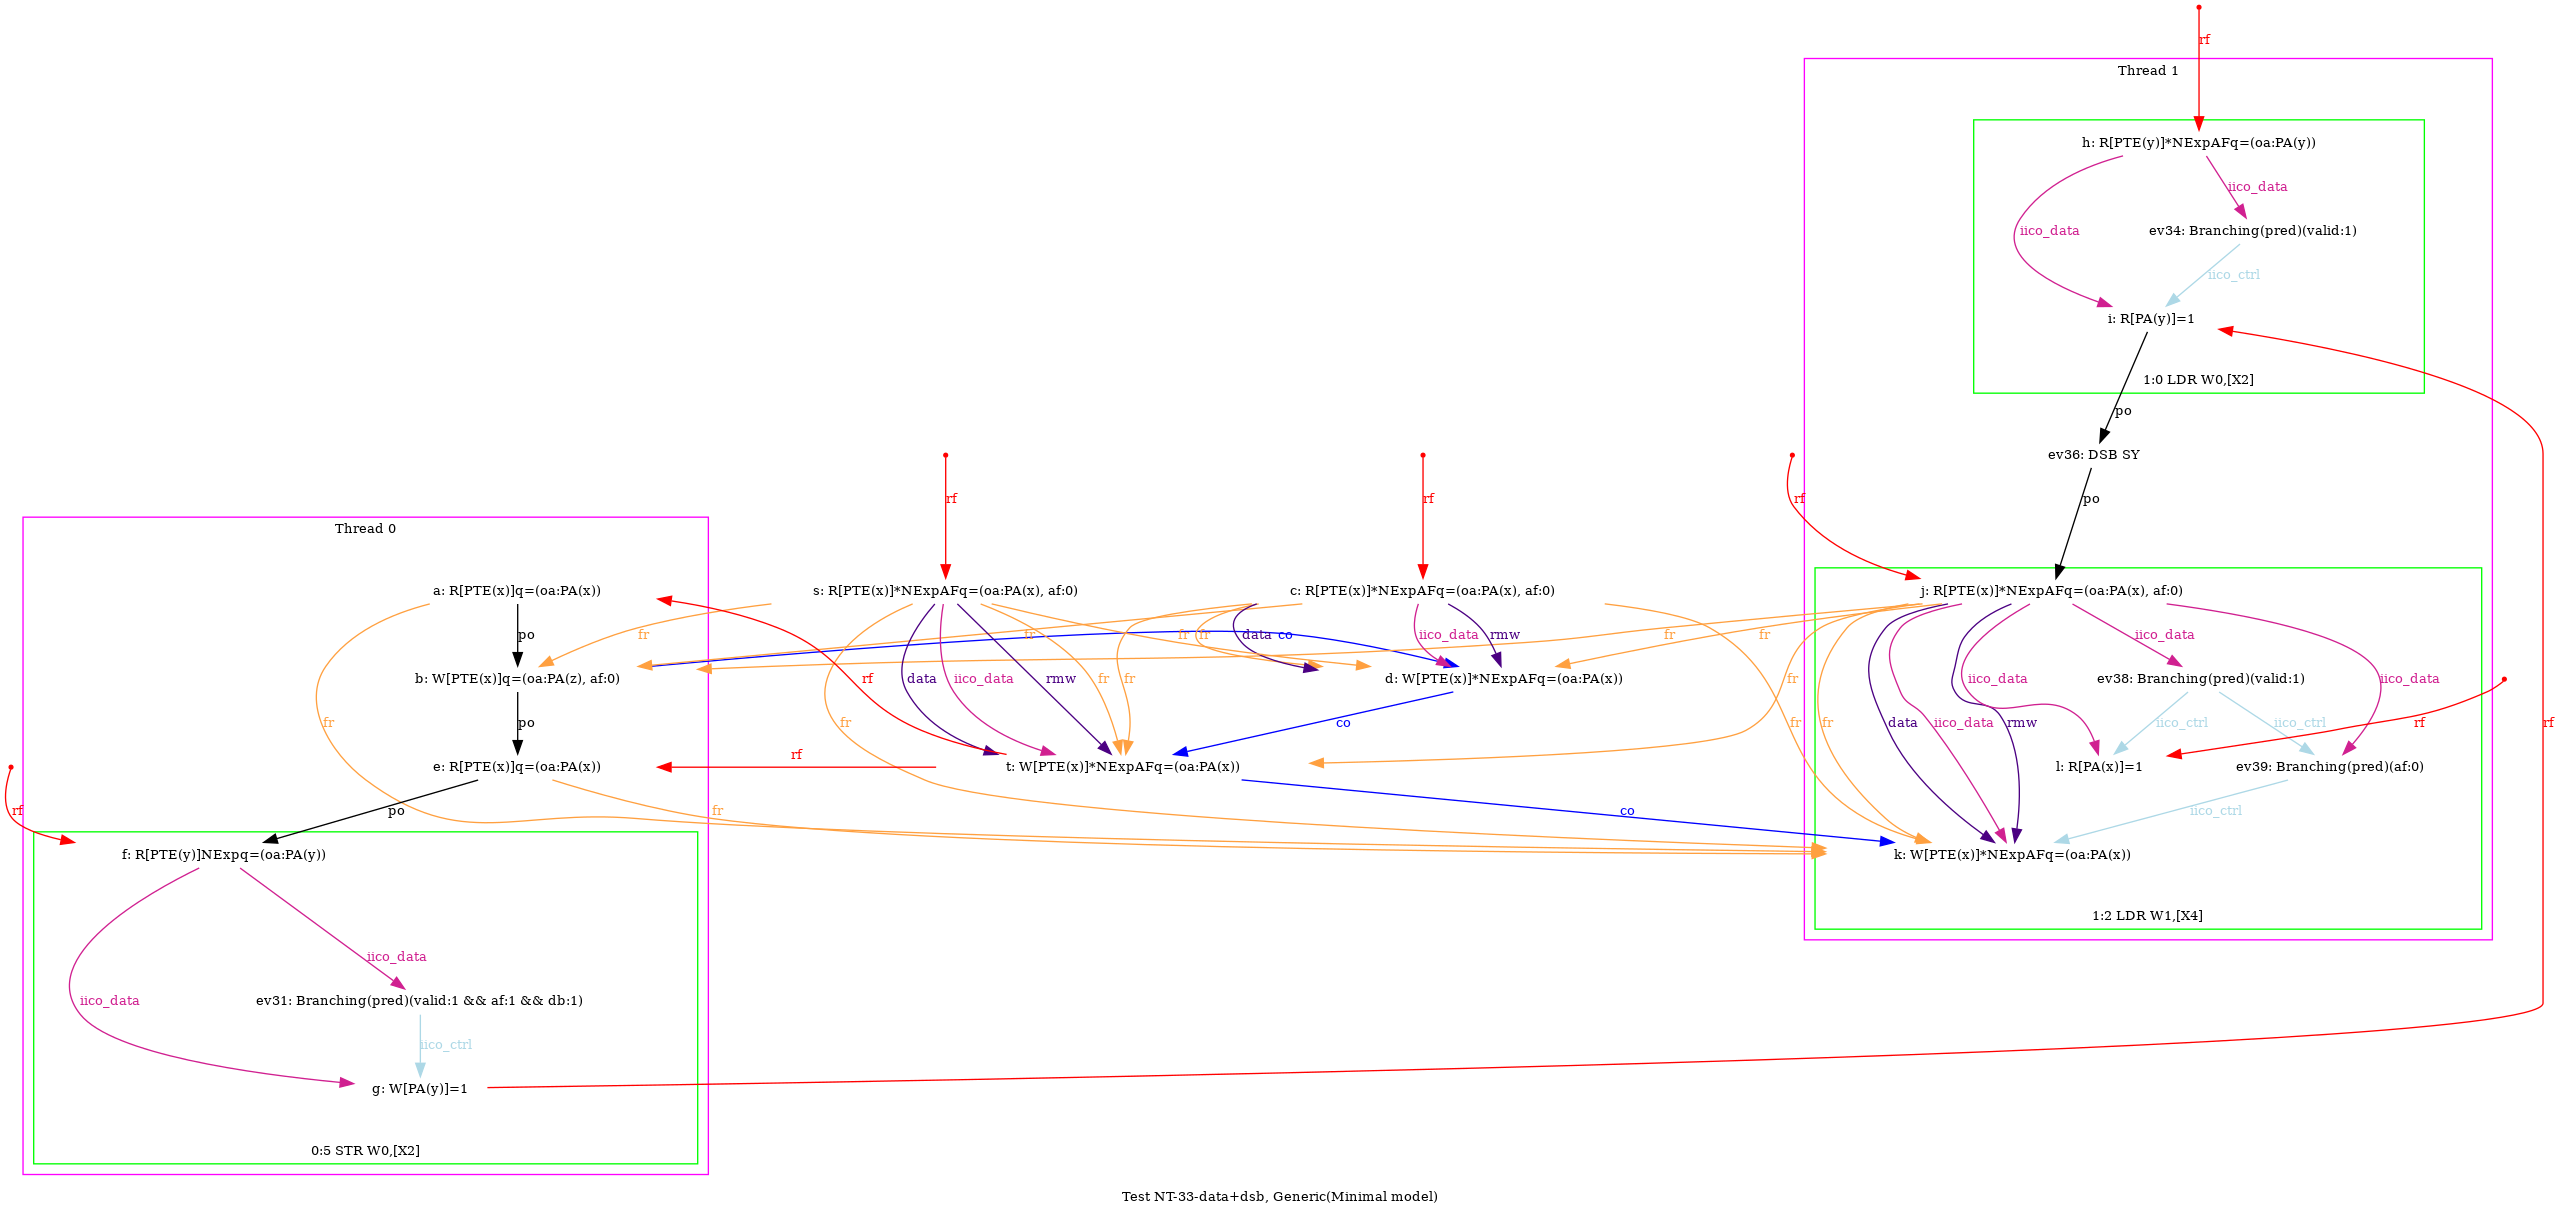 rf
Thread 1
h: R[PTE(y)]*NExpAFq=(oa:PA(y))
iico_data
iico_data
ev34: Branching(pred)(valid:1)
iico_ctrl
i: R[PA(y)]=1
1:0 LDR W0,[X2]
po
ev36: DSB SY
rf
rf
rf
po
Thread 0
a: R[PTE(x)]q=(oa:PA(x))
s: R[PTE(x)]*NExpAFq=(oa:PA(x), af:0)
c: R[PTE(x)]*NExpAFq=(oa:PA(x), af:0)
j: R[PTE(x)]*NExpAFq=(oa:PA(x), af:0)
po
fr
fr
fr
fr
data
co
iico_data
rmw
fr
fr
iico_data
b: W[PTE(x)]q=(oa:PA(z), af:0)
rf
data
iico_data
rmw
fr
fr
d: W[PTE(x)]*NExpAFq=(oa:PA(x))
fr
iico_data
ev38: Branching(pred)(valid:1)
iico_data
fr
po
fr
co
fr
fr
data
iico_data
rmw
iico_ctrl
iico_ctrl
rf
rf
e: R[PTE(x)]q=(oa:PA(x))
rf
t: W[PTE(x)]*NExpAFq=(oa:PA(x))
l: R[PA(x)]=1
ev39: Branching(pred)(af:0)
rf
po
fr
co
iico_ctrl
f: R[PTE(y)]NExpq=(oa:PA(y))
k: W[PTE(x)]*NExpAFq=(oa:PA(x))
1:2 LDR W1,[X4]
iico_data
iico_data
ev31: Branching(pred)(valid:1 && af:1 && db:1)
iico_ctrl
g: W[PA(y)]=1
0:5 STR W0,[X2]
Test NT-33-data+dsb, Generic(Minimal model)